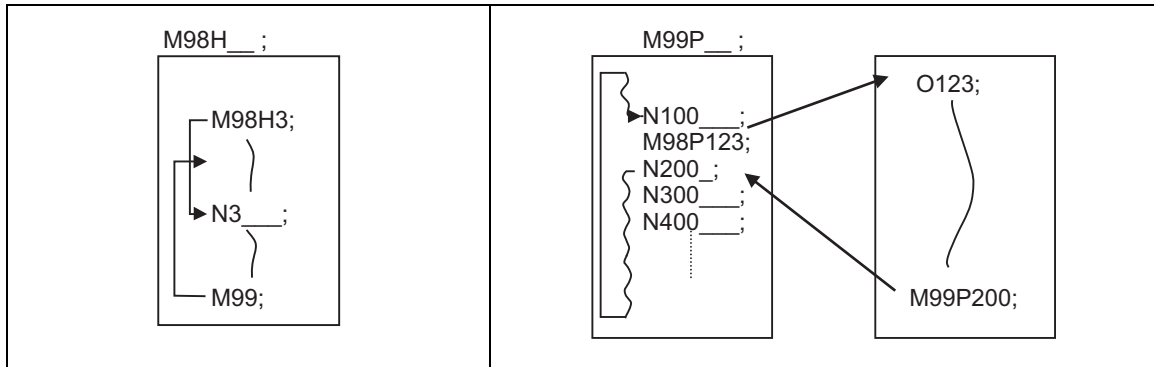 M98H__ ;
M98H3;
N3___;
M99;
M99P__ ;
N100___;
M98P123;
N200_;
N300___;
N400___;
O123;
M99P200;